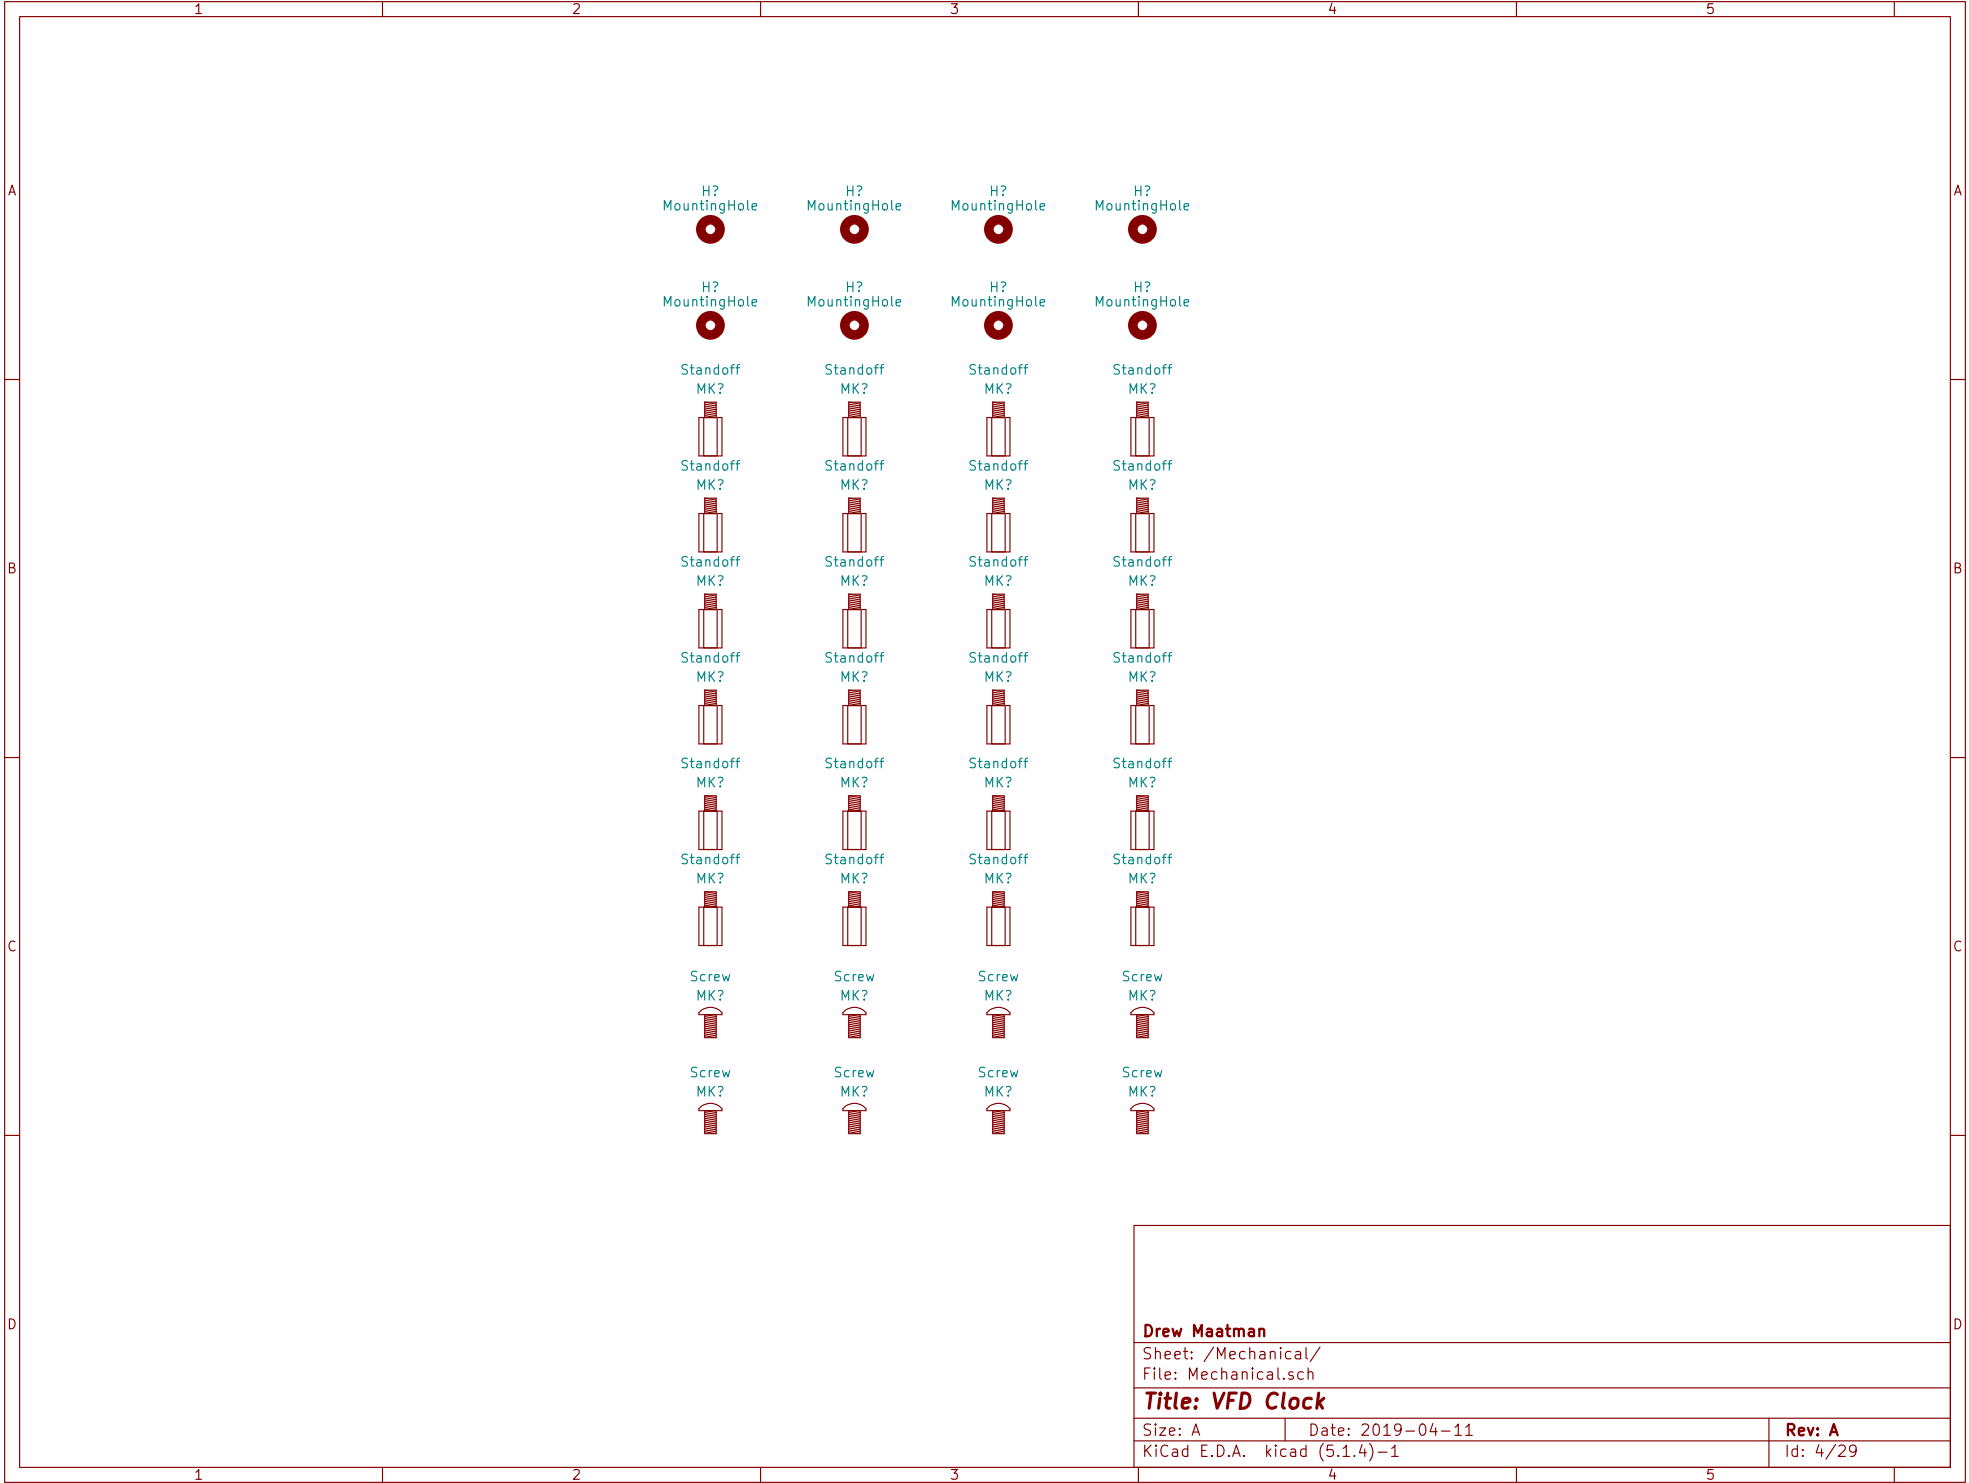 1 2 3 4 5
A A
H? H? H? H?
MountingHole MountingHole MountingHole MountingHole
H? H? H? H?
MountingHole MountingHole MountingHole MountingHole
Standoff Standoff Standoff Standoff
MK? MK? MK? MK?
Standoff Standoff Standoff Standoff
MK? MK? MK? MK?
Standoff Standoff Standoff Standoff
B B
MK? MK? MK? MK?
Standoff Standoff Standoff Standoff
MK? MK? MK? MK?
Standoff Standoff Standoff Standoff
MK? MK? MK? MK?
Standoff Standoff Standoff Standoff
MK? MK? MK? MK?
C C
Screw Screw Screw Screw
MK? MK? MK? MK?
Screw Screw Screw Screw
MK? MK? MK? MK?
D D
Drew Maatman
Sheet: /Mechanical/
File: Mechanical.sch
Title: VFD Clock
Size: A Date: 2019-04-11 Rev: A
KiCad E.D.A. kicad (5.1.4)-1 Id: 4/29
1 2 3 4 5